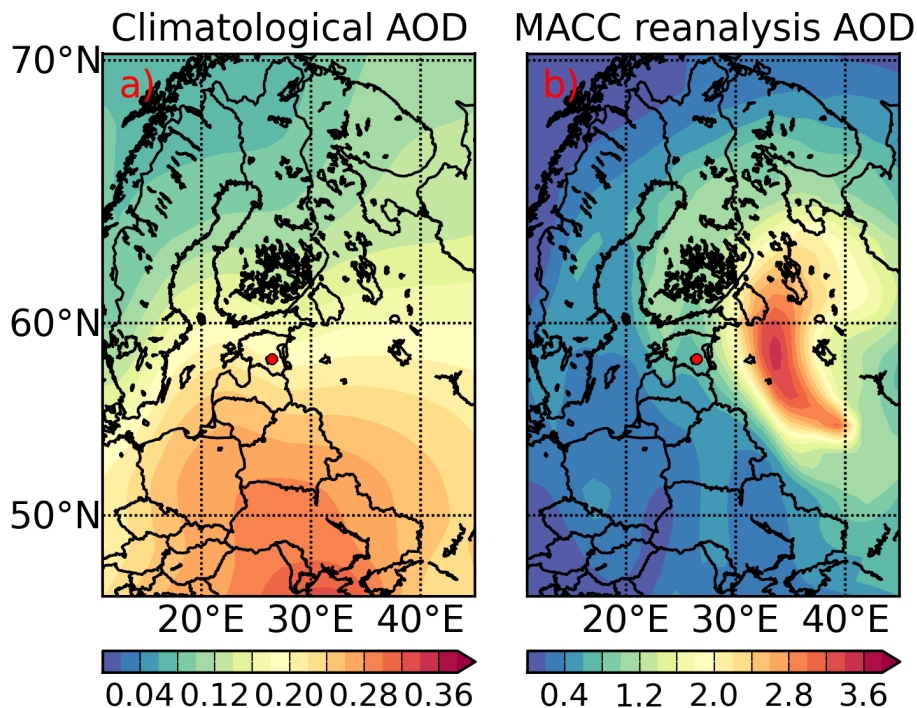 Climatological AOD
MACC reanalysis AOD
a)
b)
70°N
60°N
50°N
20°E 30°E 40°E
20°E 30°E 40°E
0.04 0.12 0.20 0.28 0.36
0.4 1.2 2.0 2.8 3.6